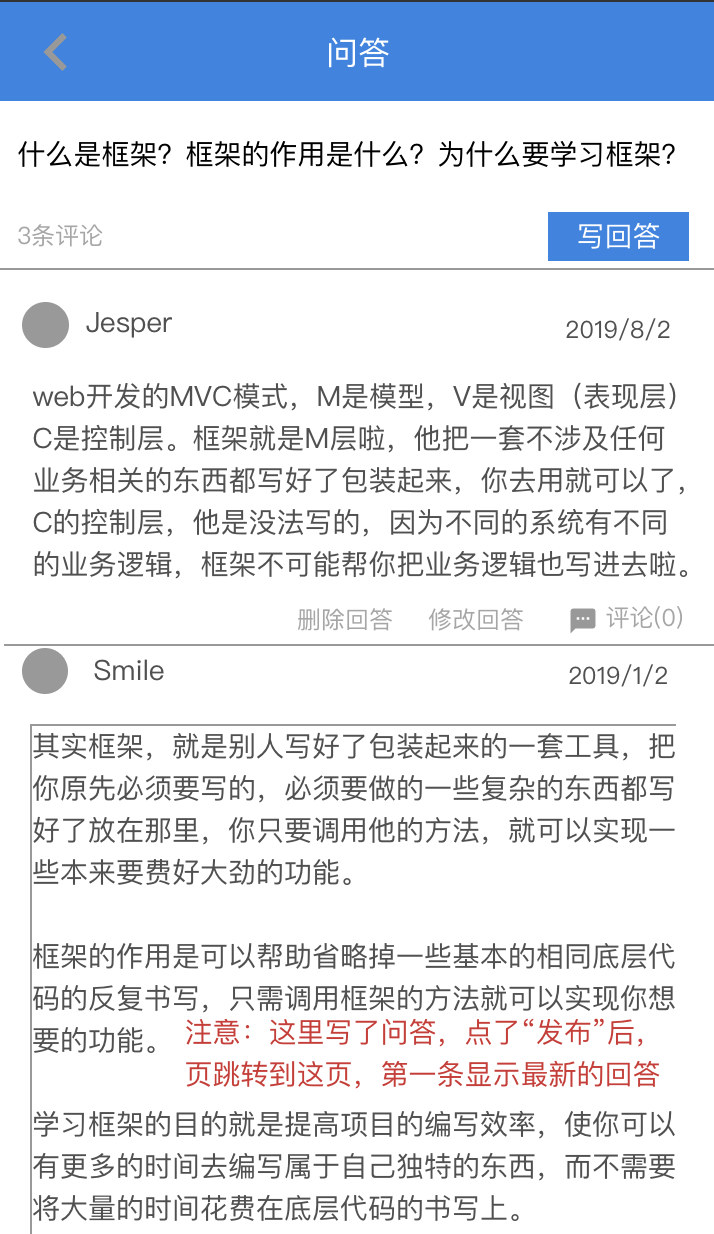 问答
什么是框架？框架的作用是什么？为什么要学习框架？
3条评论
写回答
Jesper
2019/8/2
web开发的MVC模式，M是模型，V是视图（表现层）
C是控制层。框架就是M层啦，他把一套不涉及任何
业务相关的东西都写好了包装起来，你去用就可以了，
C的控制层，他是没法写的，因为不同的系统有不同
的业务逻辑，框架不可能帮你把业务逻辑也写进去啦。
删除回答
修改回答
评论(0)
Smile
2019/1/2
其实框架，就是别人写好了包装起来的一套工具，把
你原先必须要写的，必须要做的一些复杂的东西都写
好了放在那里，你只要调用他的方法，就可以实现一
些本来要费好大劲的功能。
框架的作用是可以帮助省略掉一些基本的相同底层代
码的反复书写，只需调用框架的方法就可以实现你想
要的功能。
注意：这里写了问答，点了“发布”后，
页跳转到这页，第一条显示最新的回答
学习框架的目的就是提高项目的编写效率，使你可以
有更多的时间去编写属于自己独特的东西，而不需要
将大量的时间花费在底层代码的书写上。